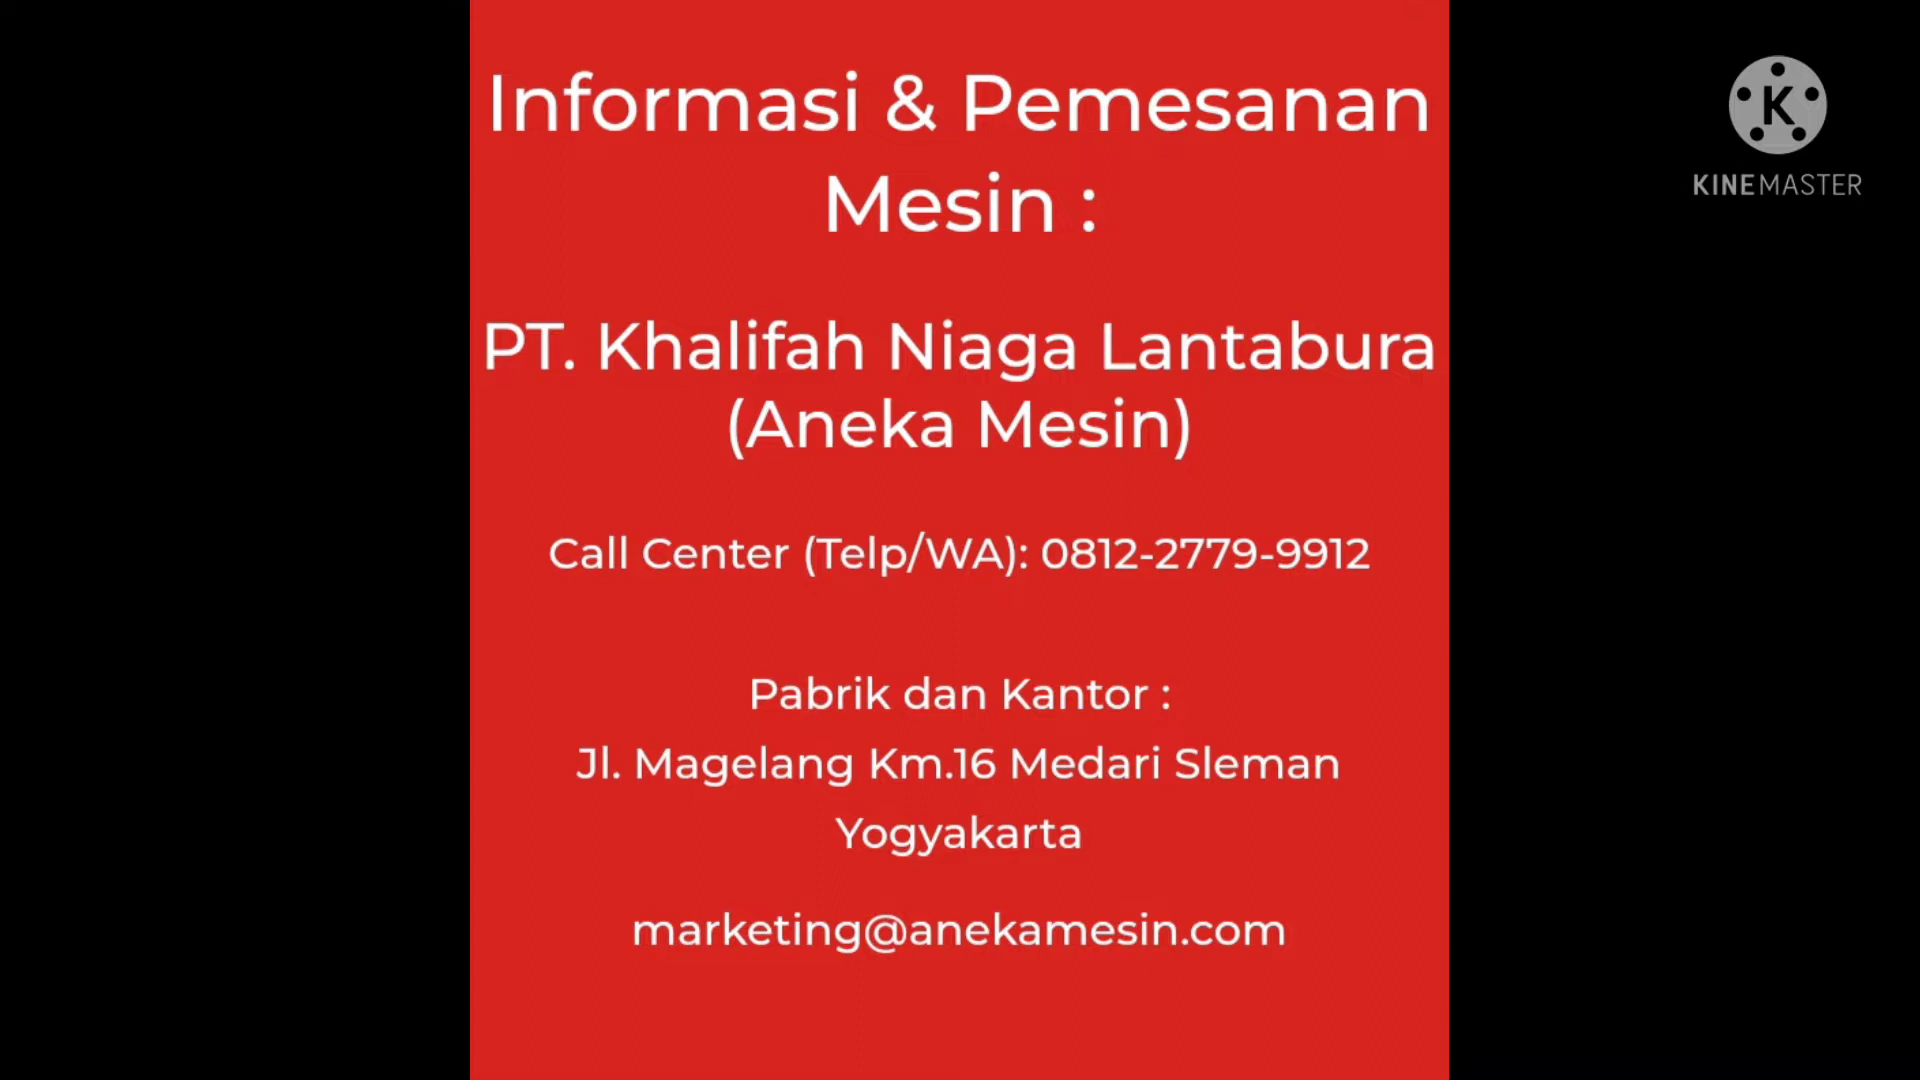 Informasi & Pemesanan
Mesin :
PT. Khalifah Niaga Lantabura
(Aneka Mesin)
Call Center (Telp/WA): 0812-2779-9912
Pabrik dan Kantor :
Jl. Magelang Km.16 Medari Sleman
Yogyakarta
marketing@anekamesin.com
K
KINEMASTER